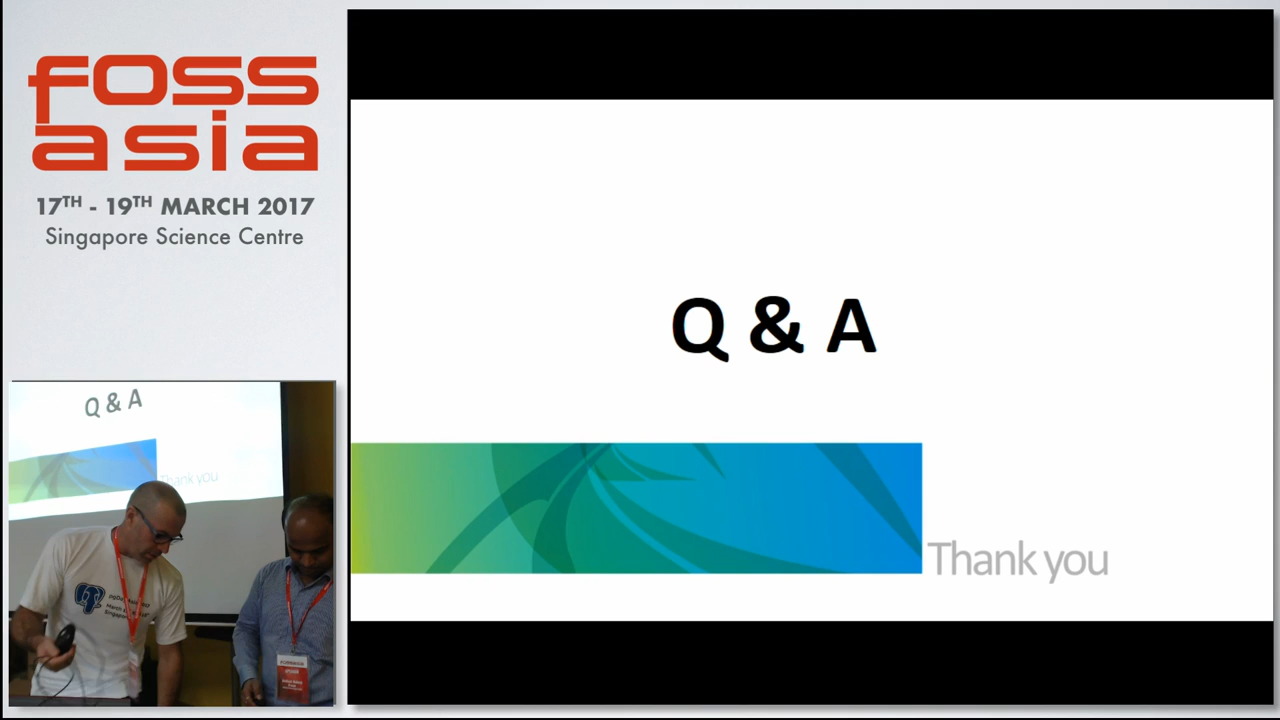 foss
asia
17TH - 19TH MARCH 2017
Singapore Science Centre
Q & A
Thank you
Q & A
Thank you